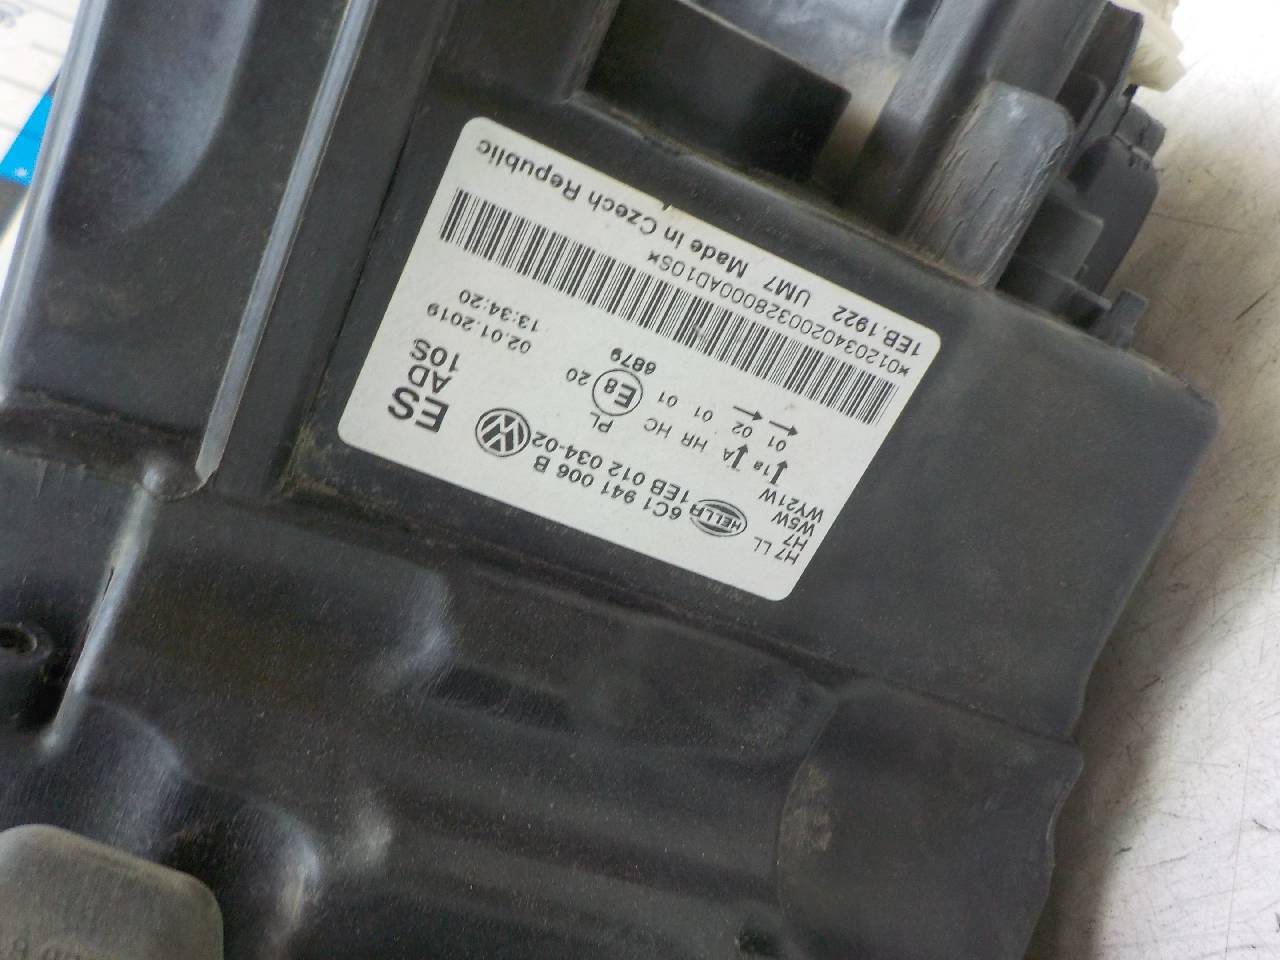 H7 LL
H7
W5W
WY21W
HELLA
6C1 941 006 B
1EB 012 034-02
ES
AD
10S
1a A HR HC PL
01 02 01 01 E8 20
6879
02.01.2019
13:34:20
*01203402003280000AD10S*
1EB.1922 UM7 Made in Czech Republic